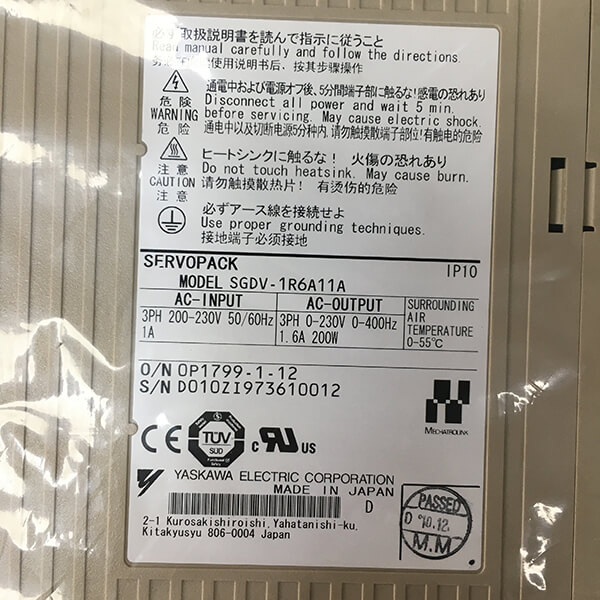 必ず取扱説明書を読んで指示に従うこと
Read manual carefully and follow the directions.
使用说明书后，按其步骤操作
危険
WARNING
危险
通電中および電源オフ後、5分間端子部に触るな！感電の恐れあり
Disconnect all power and wait 5 min.
before servicing. May cause electric shock.
通电中以及切断电源5分种内，请勿触摸散端子部位！有触电的危险
注意
CAUTION
注意
ヒートシンクに触るな！ 火傷の恐れあり
Do not touch heatsink. May cause burn.
请勿触摸散热片！ 有烫伤的危险
必ずアース線を接続せよ
Use proper grounding techniques.
接地端子必须接地
SERVOPACK IP10
MODEL SGDV-1R6A11A
AC-INPUT
3PH 200-230V 50/60Hz
1A
AC-OUTPUT
3PH 0-230V 0-400Hz
1.6A 200W
SURROUNDING
AIR
TEMPERATURE
0-55℃
O/N 0P1799-1-12
S/N D010ZI973610012
MECHATROLINK
CE
TÜV
SÜD
c RU US
YASKAWA ELECTRIC CORPORATION
MADE IN JAPAN
D
2-1 Kurosakishiroishi, Yahatanishi-ku,
Kitakyusyu 806-0004 Japan
PASSED
D '10.12
M.M